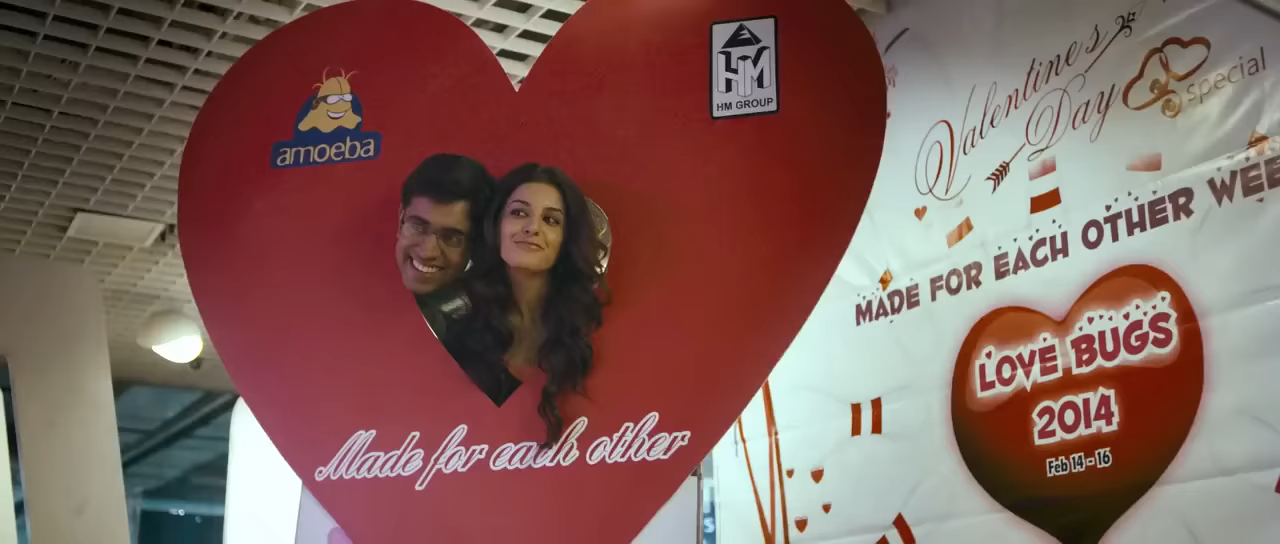 amoeba
HM
HM GROUP
Made for each other
Valentine's
Day
special
MADE FOR EACH OTHER
LOVE BUGS
2014
Feb 14 - 16